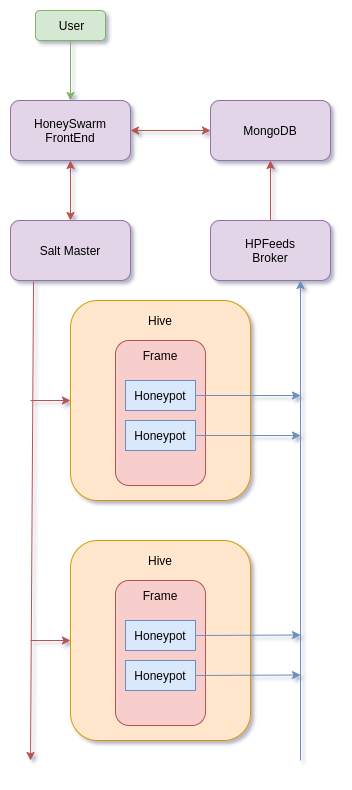 User
HoneySwarm
FrontEnd
MongoDB
Salt Master
HPFeeds
Broker
Hive
Frame
Honeypot
Honeypot
Hive
Frame
Honeypot
Honeypot